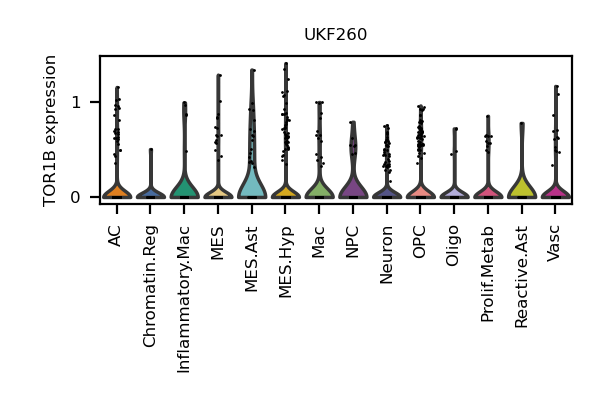 UKF260
TOR1B expression
1
0
AC
Chromatin.Reg
Inflammatory.Mac
MES
MES.Ast
MES.Hyp
Mac
NPC
Neuron
OPC
Oligo
Prolif.Metab
Reactive.Ast
Vasc